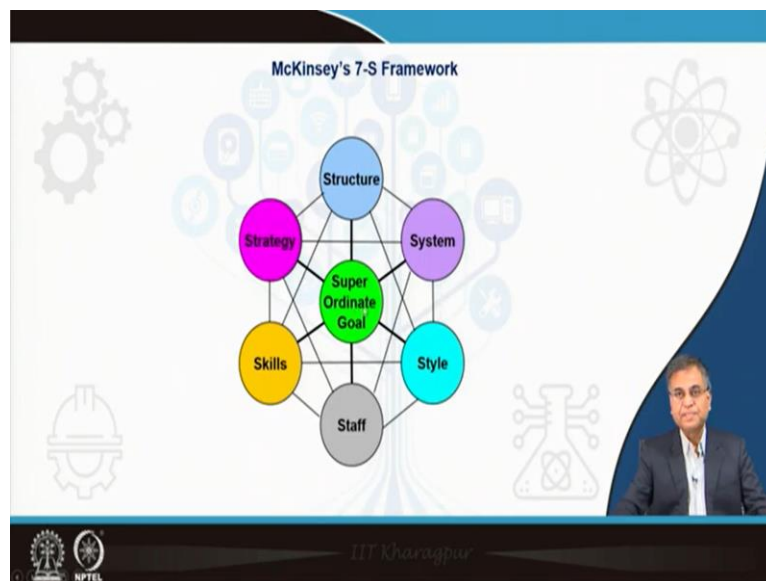 McKinsey's 7-S Framework
Structure
Strategy
System
Super
Ordinate
Goal
Skills
Style
Staff
IIT Kharagpur
NPTEL